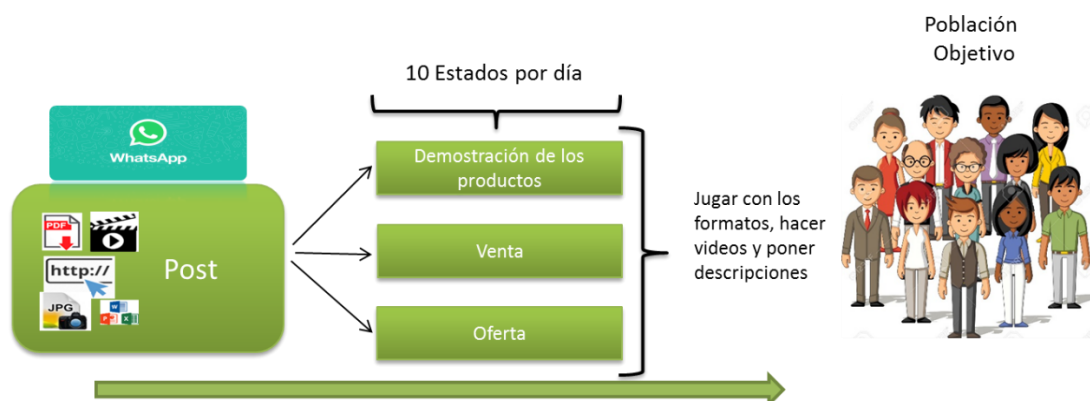 Población
Objetivo
10 Estados por día
WhatsApp
PDF
http://
JPG
W
P
X
Post
Demostración de los
productos
Venta
Oferta
Jugar con los
formatos, hacer
videos y poner
descripciones